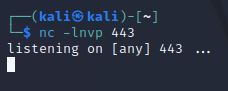 ┌──(kali㉿kali)-[~]
└─$ nc -lnvp 443
listening on [any] 443 ...